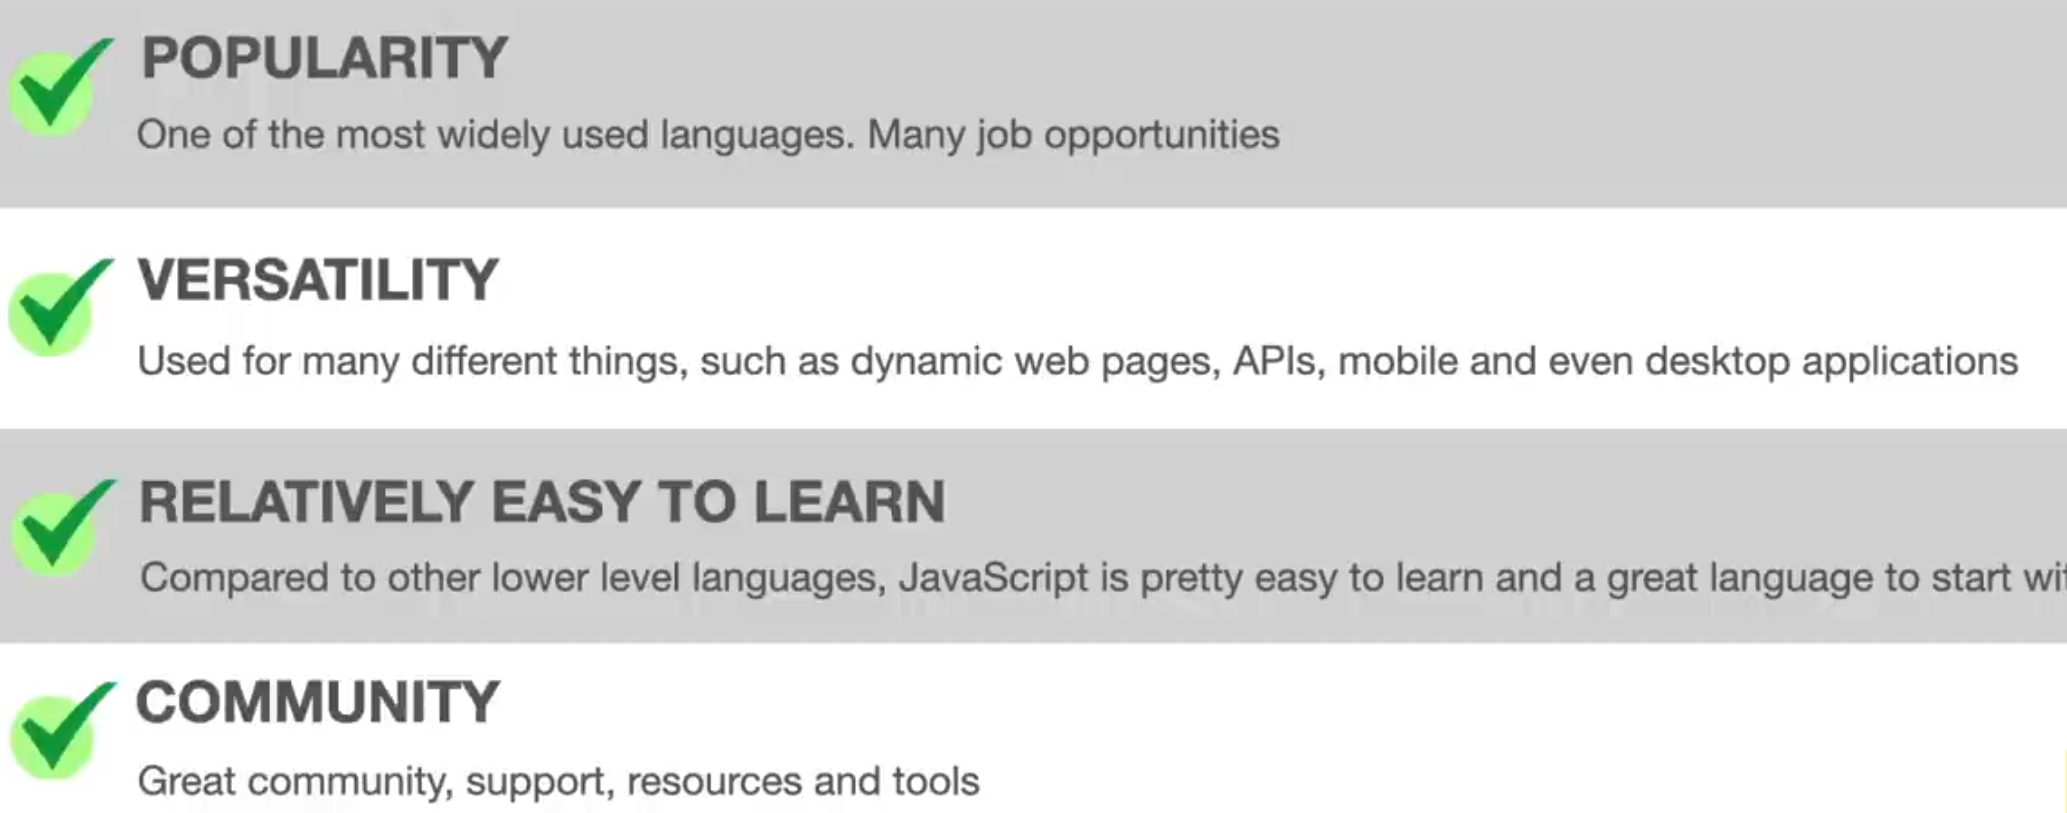 POPULARITY
One of the most widely used languages. Many job opportunities
VERSATILITY
Used for many different things, such as dynamic web pages, APIs, mobile and even desktop applications
RELATIVELY EASY TO LEARN
Compared to other lower level languages, JavaScript is pretty easy to learn and a great language to start
COMMUNITY
Great community, support, resources and tools